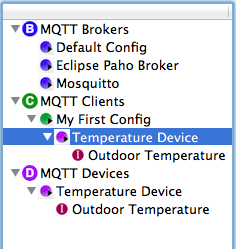 B MQTT Brokers
Default Config
Eclipse Paho Broker
Mosquitto
C MQTT Clients
My First Config
Temperature Device
I Outdoor Temperature
D MQTT Devices
Temperature Device
I Outdoor Temperature